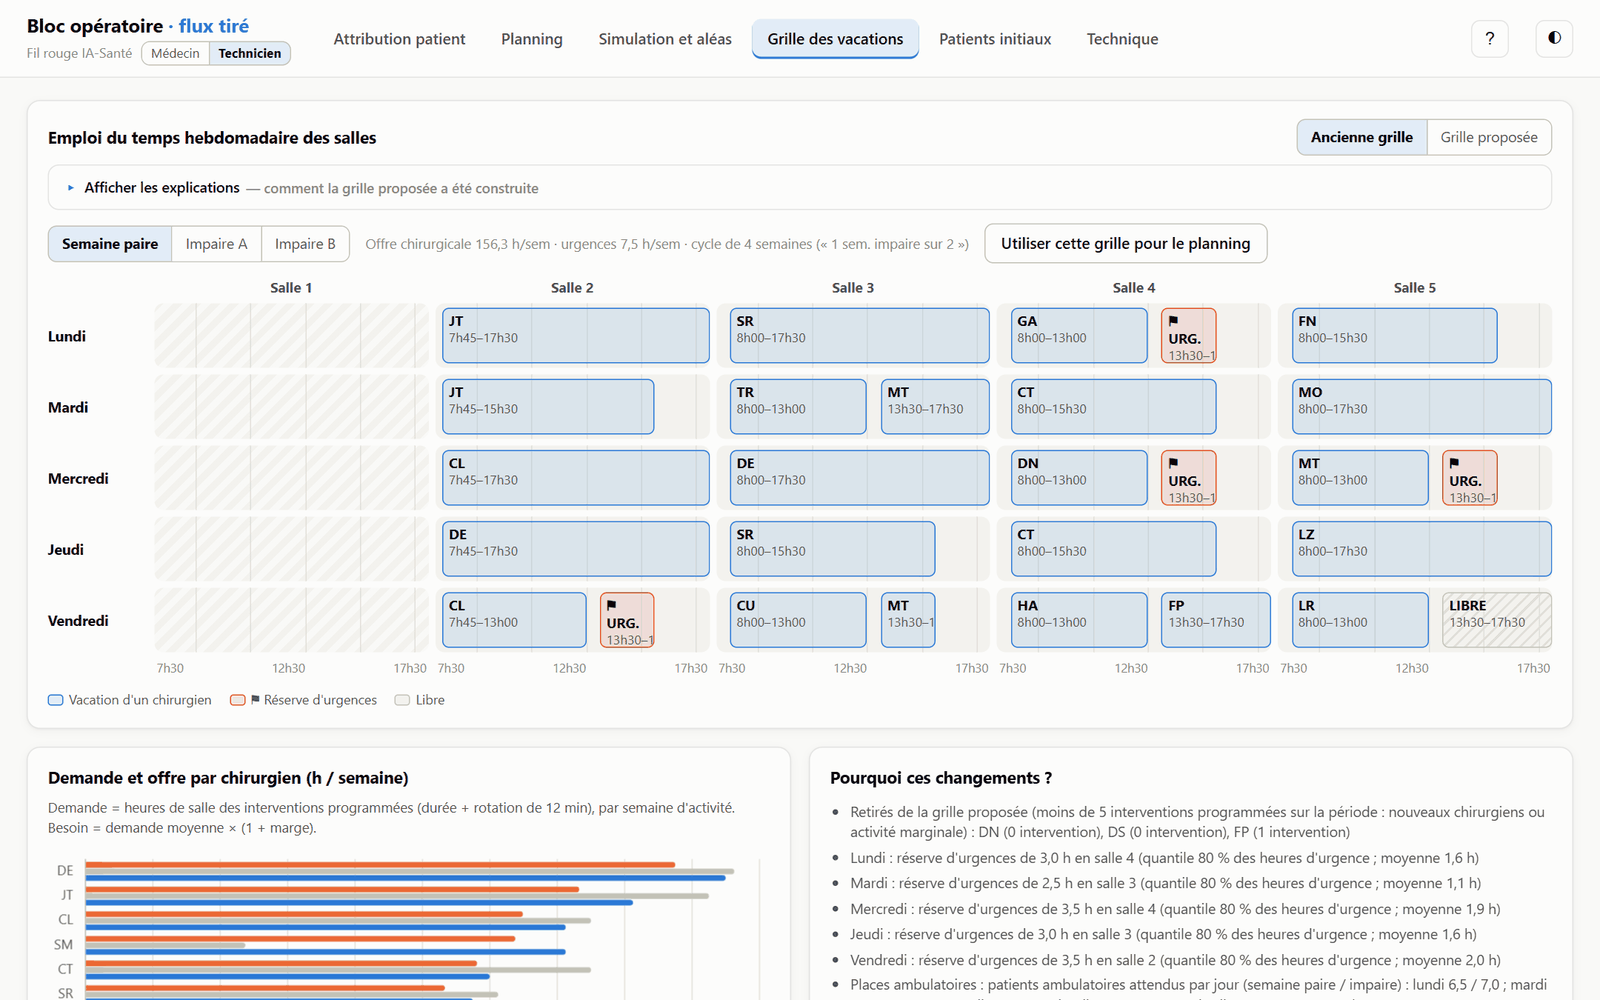 Bloc opératoire · flux tiré
Fil rouge IA-Santé
Médecin
Technicien
Attribution patient
Planning
Simulation et aléas
Grille des vacations
Patients initiaux
Technique
?
Emploi du temps hebdomadaire des salles
Ancienne grille
Grille proposée
Afficher les explications — comment la grille proposée a été construite
Semaine paire
Impaire A
Impaire B
Offre chirurgicale 156,3 h/sem · urgences 7,5 h/sem · cycle de 4 semaines (« 1 sem. impaire sur 2 »)
Utiliser cette grille pour le planning
Salle 1
Salle 2
Salle 3
Salle 4
Salle 5
Lundi
JT
7h45–17h30
SR
8h00–17h30
GA
8h00–13h00
URG.
13h30–1
FN
8h00–15h30
Mardi
JT
7h45–15h30
TR
8h00–13h00
MT
13h30–17h30
CT
8h00–15h30
MO
8h00–17h30
Mercredi
CL
7h45–17h30
DE
8h00–17h30
DN
8h00–13h00
URG.
13h30–1
MT
8h00–13h00
URG.
13h30–1
Jeudi
DE
7h45–17h30
SR
8h00–15h30
CT
8h00–15h30
LZ
8h00–17h30
Vendredi
CL
7h45–13h00
URG.
13h30–1
CU
8h00–13h00
MT
13h30–1
HA
8h00–13h00
FP
13h30–17h30
LR
8h00–13h00
LIBRE
13h30–17h30
7h30 12h30 17h30 7h30 12h30 17h30 7h30 12h30 17h30 7h30 12h30 17h30 7h30 12h30 17h30
Vacation d'un chirurgien
Réserve d'urgences
Libre
Demande et offre par chirurgien (h / semaine)
Demande = heures de salle des interventions programmées (durée + rotation de 12 min), par semaine d'activité.
Besoin = demande moyenne × (1 + marge).
DE
JT
CL
SM
CT
SR
Pourquoi ces changements ?
• Retirés de la grille proposée (moins de 5 interventions programmées sur la période : nouveaux chirurgiens ou
activité marginale) : DN (0 intervention), DS (0 intervention), FP (1 intervention)
• Lundi : réserve d'urgences de 3,0 h en salle 4 (quantile 80 % des heures d'urgence ; moyenne 1,6 h)
• Mardi : réserve d'urgences de 2,5 h en salle 3 (quantile 80 % des heures d'urgence ; moyenne 1,1 h)
• Mercredi : réserve d'urgences de 3,5 h en salle 4 (quantile 80 % des heures d'urgence ; moyenne 1,9 h)
• Jeudi : réserve d'urgences de 3,0 h en salle 3 (quantile 80 % des heures d'urgence ; moyenne 1,6 h)
• Vendredi : réserve d'urgences de 3,5 h en salle 2 (quantile 80 % des heures d'urgence ; moyenne 2,0 h)
• Places ambulatoires : patients ambulatoires attendus par jour (semaine paire / impaire) : lundi 6,5 / 7,0 ; mardi